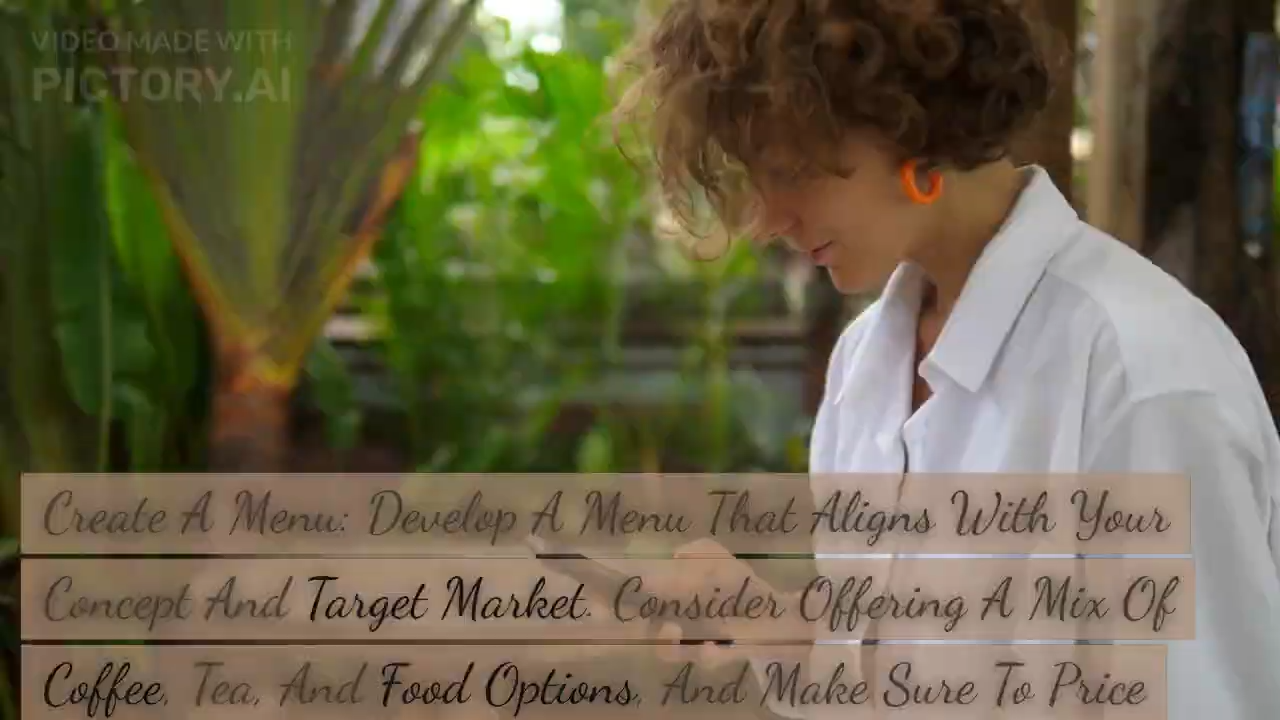 VIDEO MADE WITH
PICTORY.AI
Create A Menu: Develop A Menu That Aligns With Your
Concept And Target Market. Consider Offering A Mix Of
Coffee, Tea, And Food Options, And Make Sure To Price